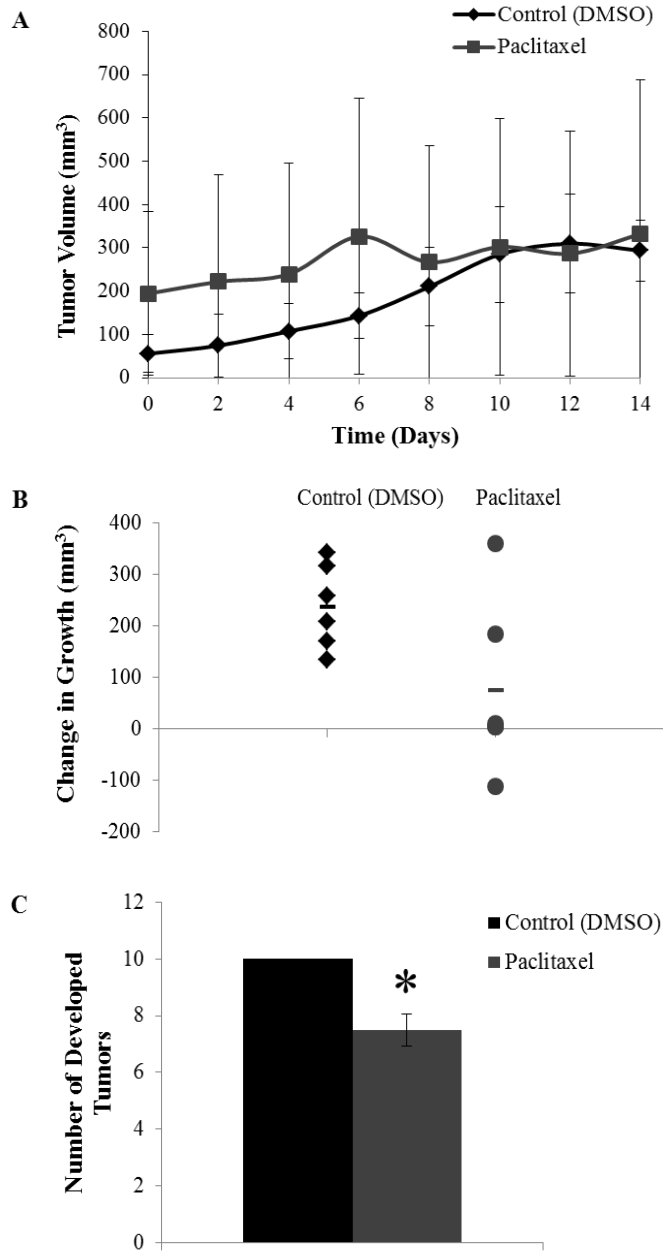 A
Control (DMSO)
Paclitaxel
800
700
600
500
400
300
200
100
0
Tumor Volume (mm³)
0 2 4 6 8 10 12 14
Time (Days)
B
Control (DMSO) Paclitaxel
400
300
200
100
0
-100
-200
Change in Growth (mm³)
C
12
10
8
6
4
2
0
Number of Developed
Tumors
Control (DMSO)
Paclitaxel
*